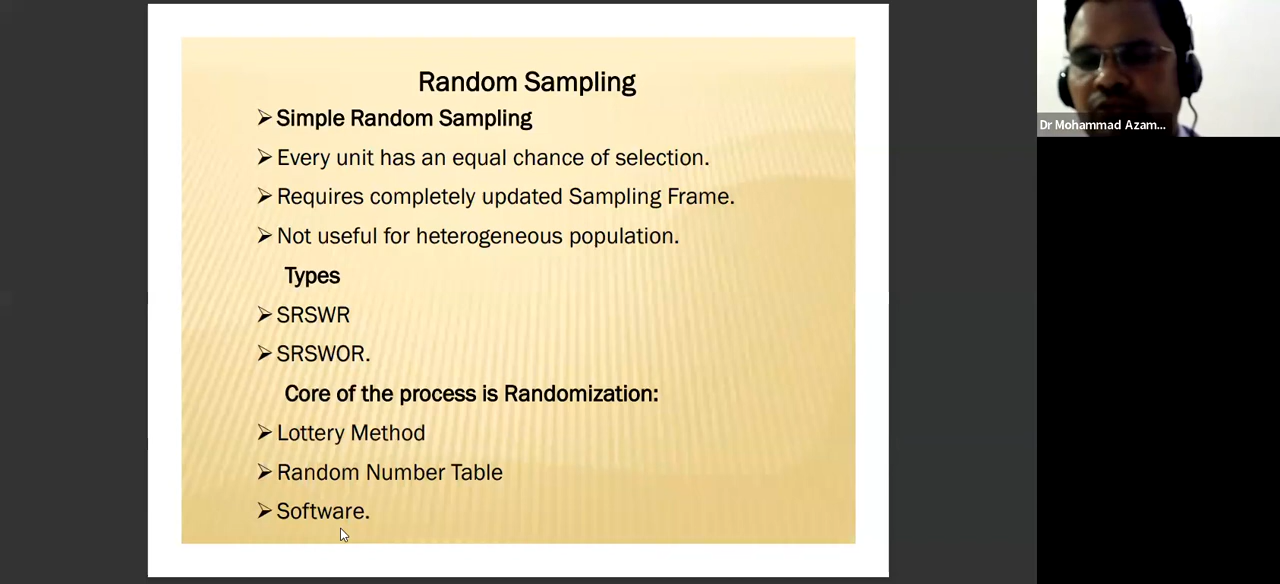 Random Sampling
➢ Simple Random Sampling
➢ Every unit has an equal chance of selection.
➢ Requires completely updated Sampling Frame.
➢ Not useful for heterogeneous population.
Types
➢ SRSWR
➢ SRSWOR.
Core of the process is Randomization:
➢ Lottery Method
➢ Random Number Table
➢ Software.
Dr Mohammad Azam...